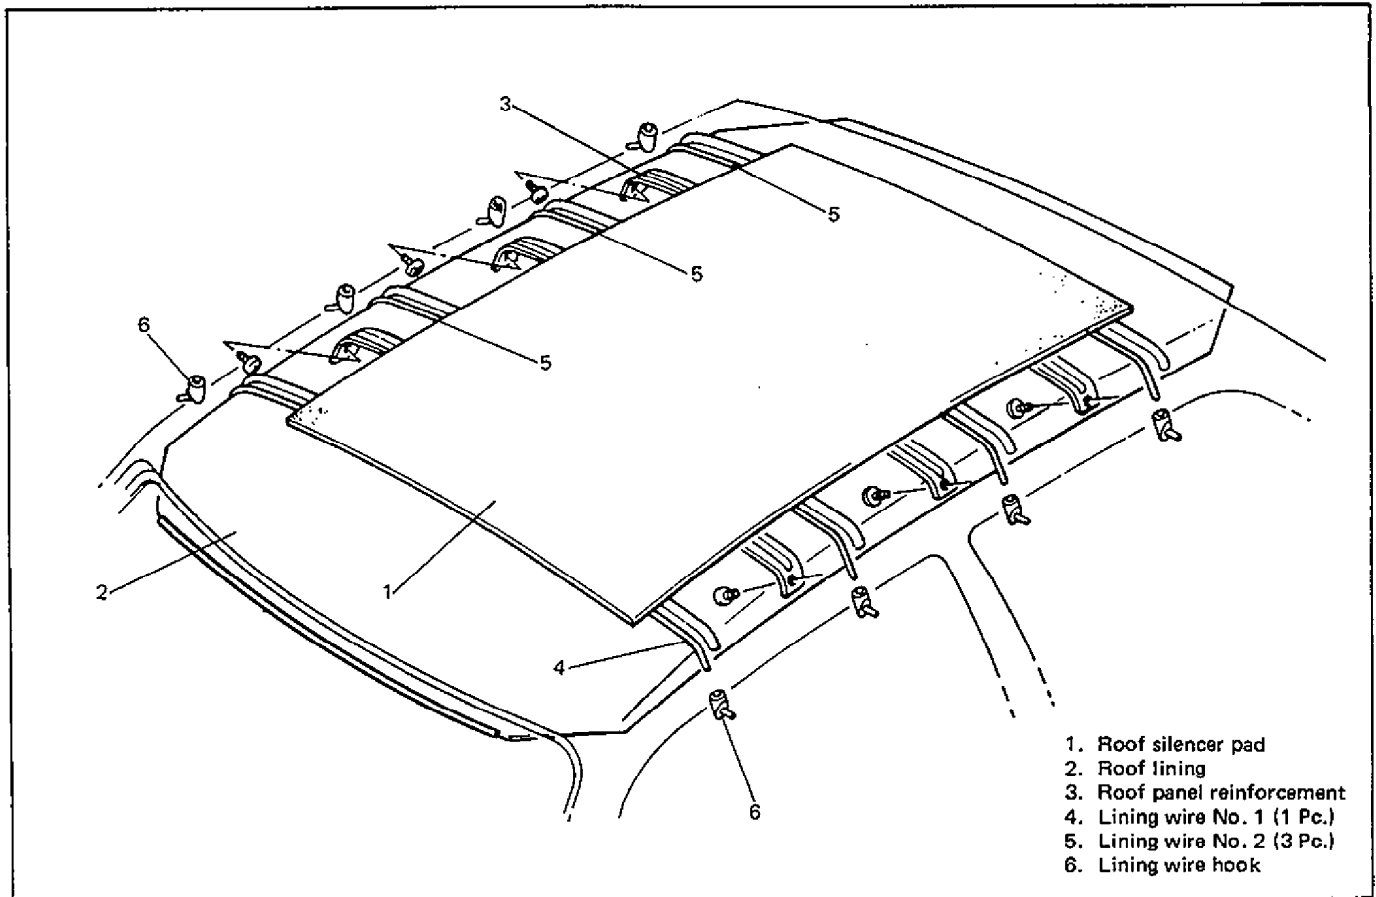 3
5
5
6
5
2
1
4
6
1. Roof silencer pad
2. Roof lining
3. Roof panel reinforcement
4. Lining wire No. 1 (1 Pc.)
5. Lining wire No. 2 (3 Pc.)
6. Lining wire hook